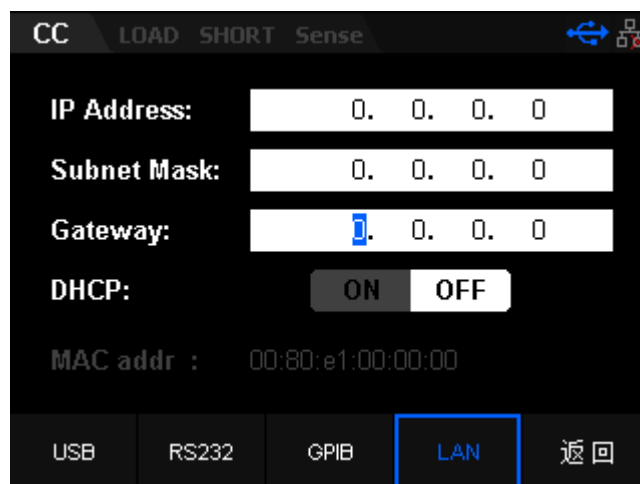 CC LOAD SHORT Sense
IP Address: 0. 0. 0. 0
Subnet Mask: 0. 0. 0. 0
Gateway: 0. 0. 0. 0
DHCP: ON OFF
MAC addr : 00:80:e1:00:00:00
USB RS232 GPIB LAN 返回